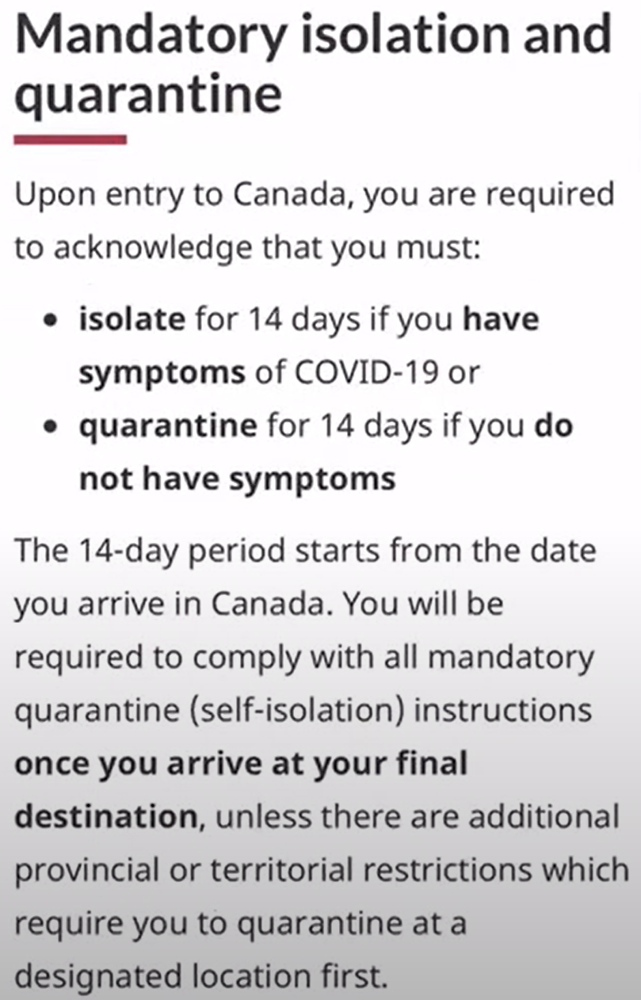 Mandatory isolation and
quarantine
Upon entry to Canada, you are required
to acknowledge that you must:
• isolate for 14 days if you have
symptoms of COVID-19 or
• quarantine for 14 days if you do
not have symptoms
The 14-day period starts from the date
you arrive in Canada. You will be
required to comply with all mandatory
quarantine (self-isolation) instructions
once you arrive at your final
destination, unless there are additional
provincial or territorial restrictions which
require you to quarantine at a
designated location first.